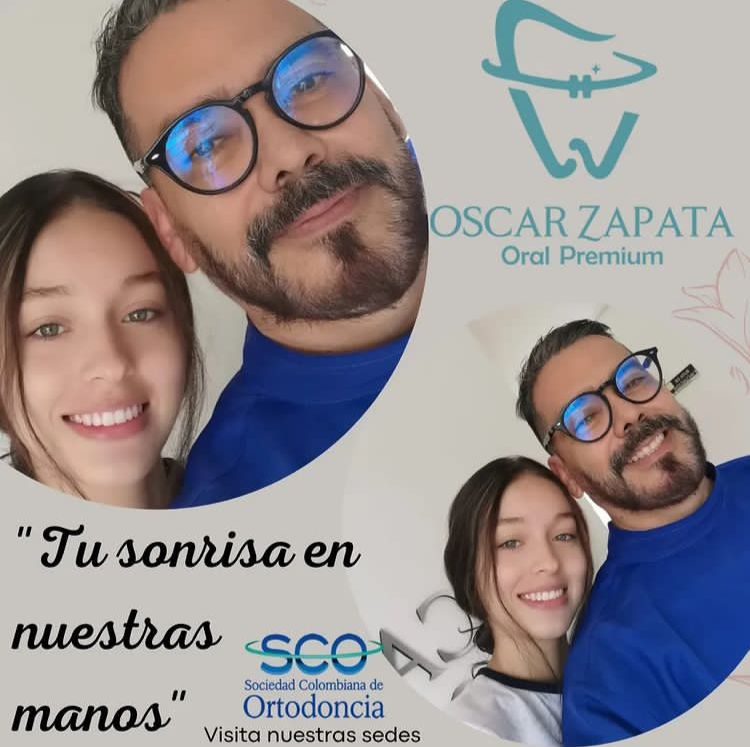 OSCAR ZAPATA
Oral Premium
"Tu sonrisa en
nuestras
manos"
SCO
Sociedad Colombiana de
Ortodoncia
Visita nuestras sedes